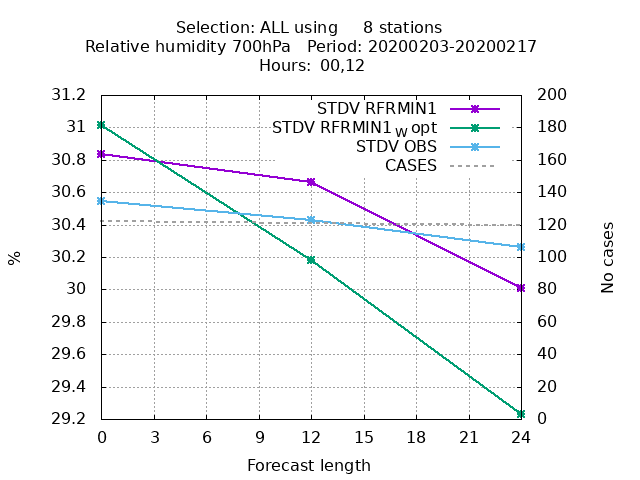 Selection: ALL using     8 stations
Relative humidity 700hPa   Period: 20200203-20200217
Hours: 00,12
STDV RFRMIN1
STDV RFRMIN1_w opt
STDV OBS
CASES
31.2
31
30.8
30.6
30.4
30.2
30
29.8
29.6
29.4
29.2
%
200
180
160
140
120
100
80
60
40
20
0
No cases
0 3 6 9 12 15 18 21 24
Forecast length